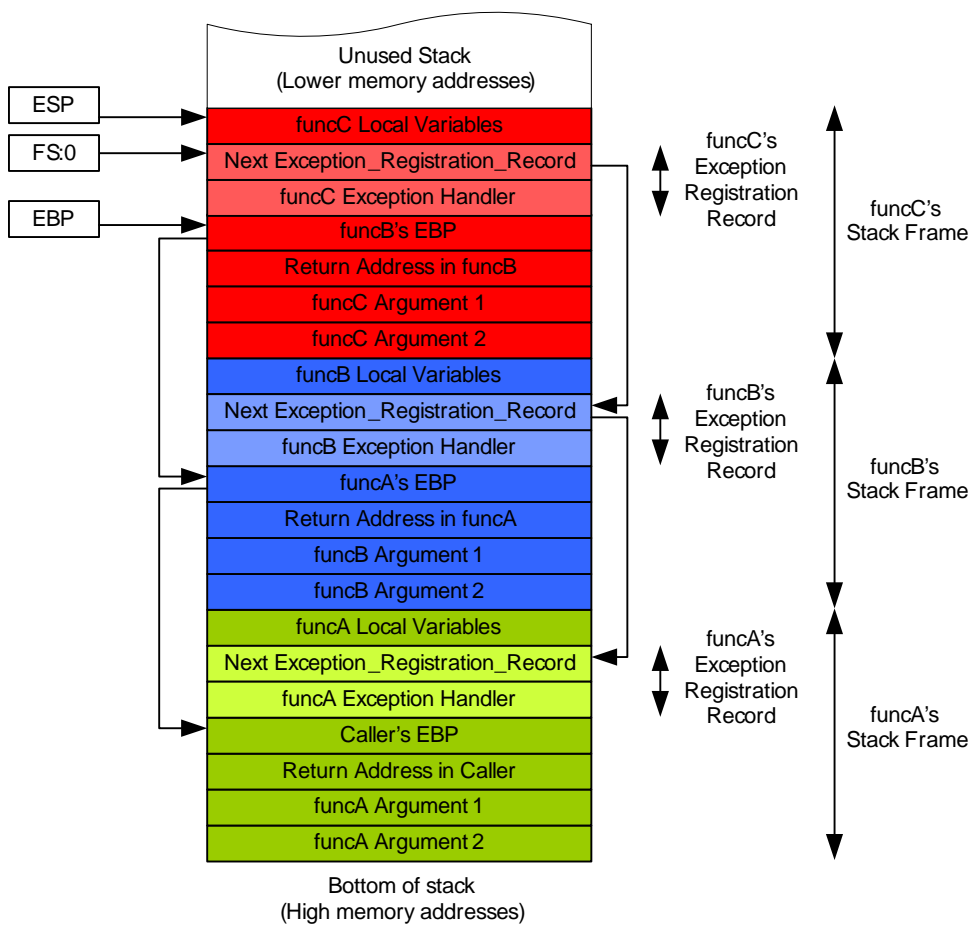 Unused Stack
(Lower memory addresses)
ESP
funcC Local Variables
FS:0
Next Exception_Registration_Record
funcC Exception Handler
EBP
funcB's EBP
Return Address in funcB
funcC Argument 1
funcC Argument 2
funcC's
Exception
Registration
Record
funcC's
Stack Frame
funcB Local Variables
Next Exception_Registration_Record
funcB Exception Handler
funcA's EBP
Return Address in funcA
funcB Argument 1
funcB Argument 2
funcB's
Exception
Registration
Record
funcB's
Stack Frame
funcA Local Variables
Next Exception_Registration_Record
funcA Exception Handler
Caller's EBP
Return Address in Caller
funcA Argument 1
funcA Argument 2
funcA's
Exception
Registration
Record
funcA's
Stack Frame
Bottom of stack
(High memory addresses)